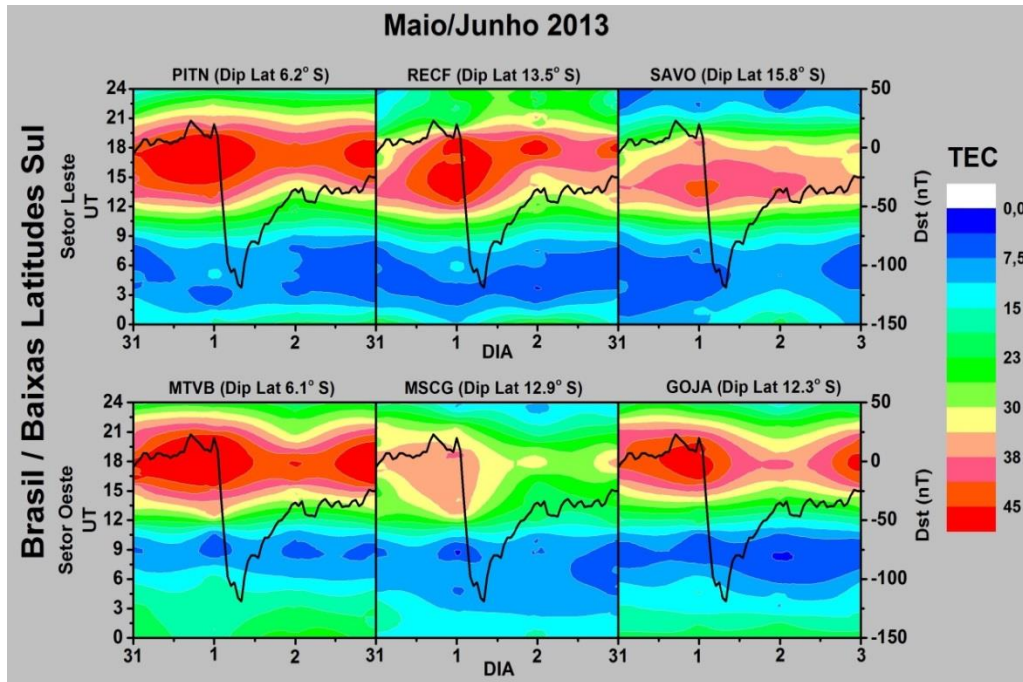 Maio/Junho 2013
Brasil / Baixas Latitudes Sul
Setor Leste
UT
PITN (Dip Lat 6.2° S) RECF (Dip Lat 13.5° S) SAVO (Dip Lat 15.8° S)
24
21
18
15
12
9
6
3
0
50
0
-50
-100
-150
Dst (nT)
31 1 2 31 1 2 31 1 2 3
DIA
TEC
0,0
7,5
15
23
30
38
45
Setor Oeste
UT
MTVB (Dip Lat 6.1° S) MSCG (Dip Lat 12.9° S) GOJA (Dip Lat 12.3° S)
24
21
18
15
12
9
6
3
0
50
0
-50
-100
-150
Dst (nT)
31 1 2 31 1 2 31 1 2 3
DIA